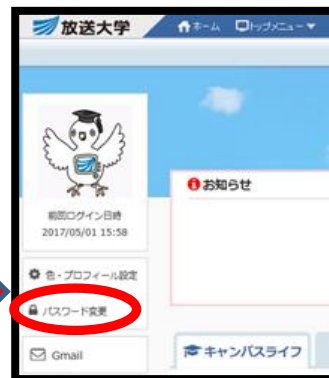 放送大学
ホーム トップメニュー▼
お知らせ
前回ログイン日時
2017/05/01 15:58
色・プロフィール設定
パスワード変更
Gmail
キャンパスライフ